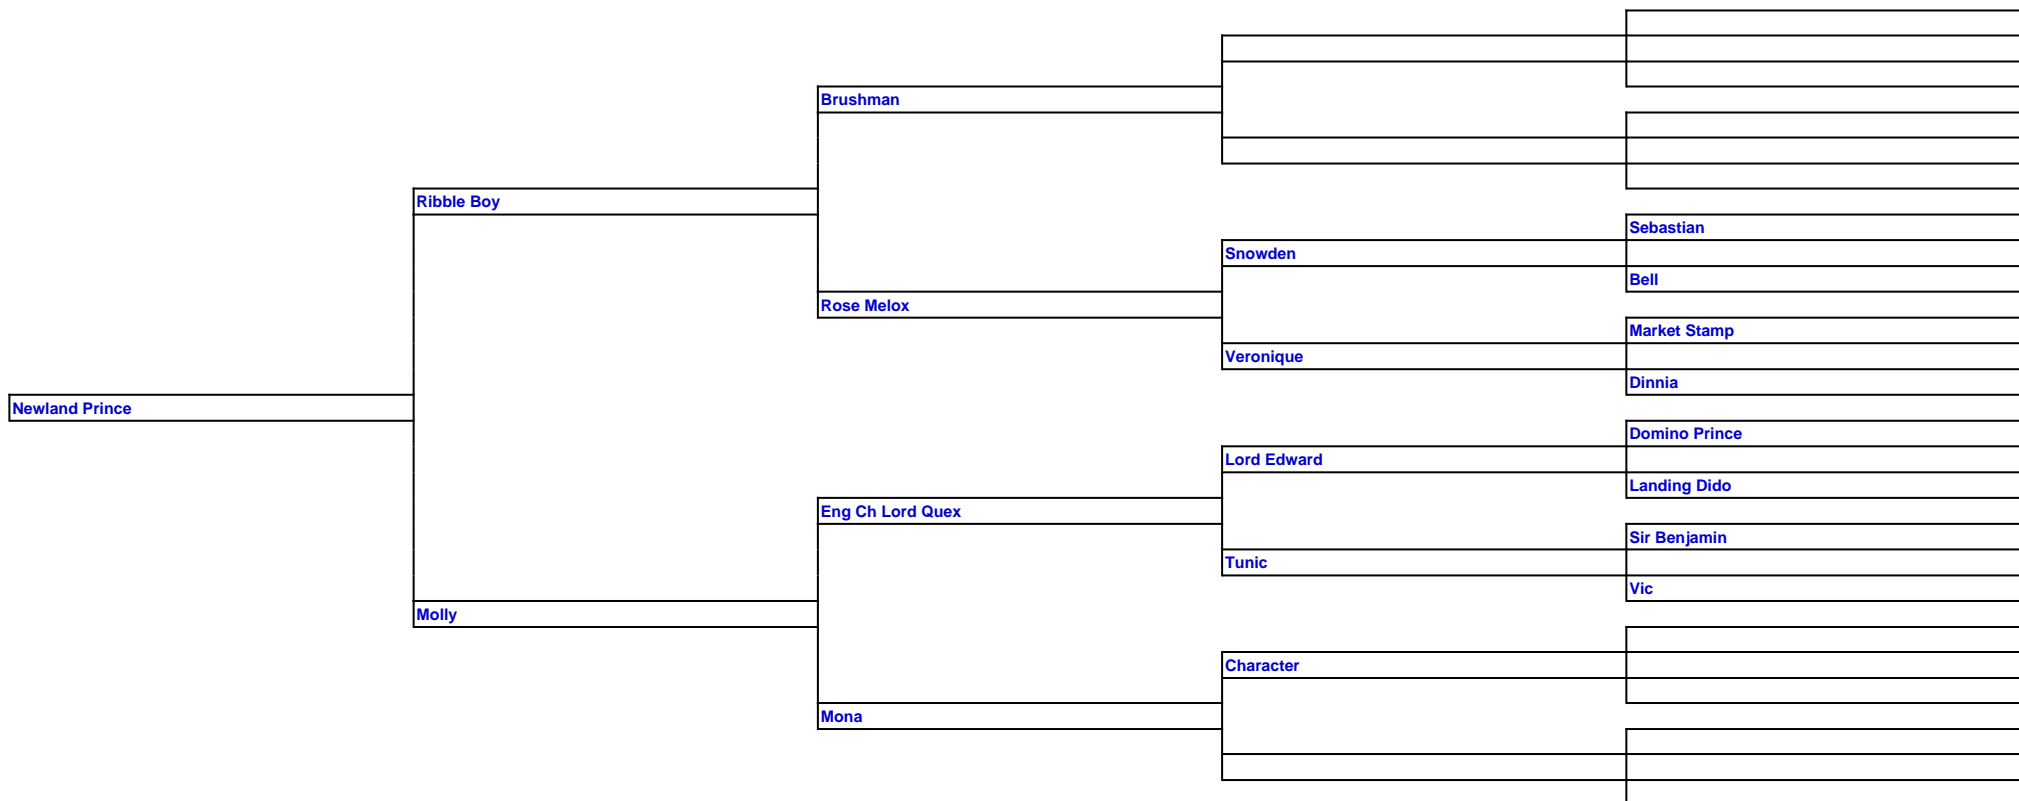 Brushman
Ribble Boy
Sebastian
Snowden
Bell
Rose Melox
Market Stamp
Veronique
Dinnia
Newland Prince
Domino Prince
Lord Edward
Landing Dido
Eng Ch Lord Quex
Sir Benjamin
Tunic
Vic
Molly
Character
Mona